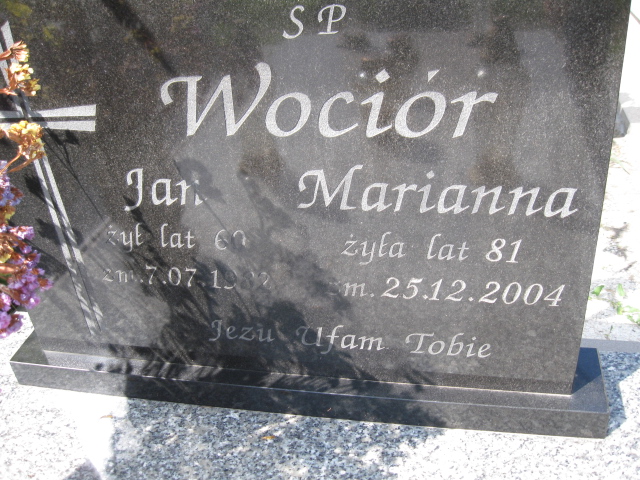 SP
Wociór
Jan Marianna
żył lat żyła lat 81
zm.7.07. zm.25.12.2004
Jezu Ufam Tobie